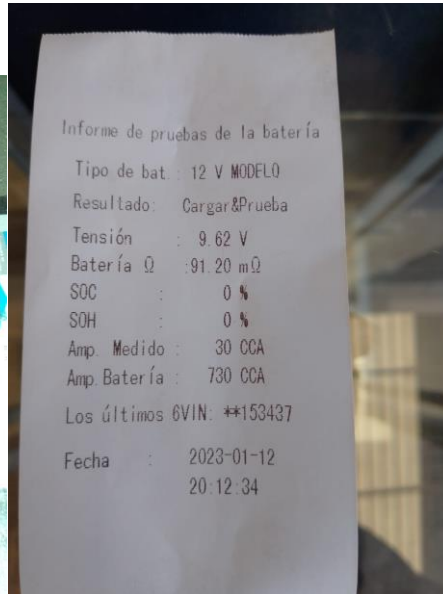 Informe de pruebas de la batería
Tipo de bat.: 12 V MODELO
Resultado: Cargar&Prueba
Tensión : 9.62 V
Batería Ω :91.20 mΩ
SOC : 0 %
SOH : 0 %
Amp. Medido : 30 CCA
Amp.Batería : 730 CCA
Los últimos 6VIN: **153437
Fecha : 2023-01-12
20:12:34